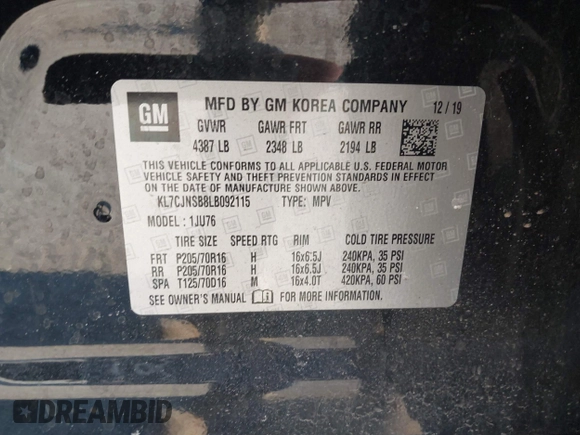 GM
MFD BY GM KOREA COMPANY 12/19
GVWR GAWR FRT GAWR RR
4387 LB 2348 LB 2194 LB
THIS VEHICLE CONFORMS TO ALL APPLICABLE U.S. FEDERAL MOTOR
VEHICLE SAFETY AND THEFT PREVENTION STANDARDS IN EFFECT
ON THE DATE OF MANUFACTURE SHOWN ABOVE.
KL7CJNSB8LB092115 TYPE: MPV
MODEL: 1JU76
TIRE SIZE SPEED RTG RIM COLD TIRE PRESSURE
FRT P205/70R16 H 16x6.5J 240KPA, 35 PSI
RR P205/70R16 H 16x6.5J 240KPA, 35 PSI
SPA T125/70D16 M 16x4.0T 420KPA, 60 PSI
SEE OWNER'S MANUAL FOR MORE INFORMATION.
DREAMBID